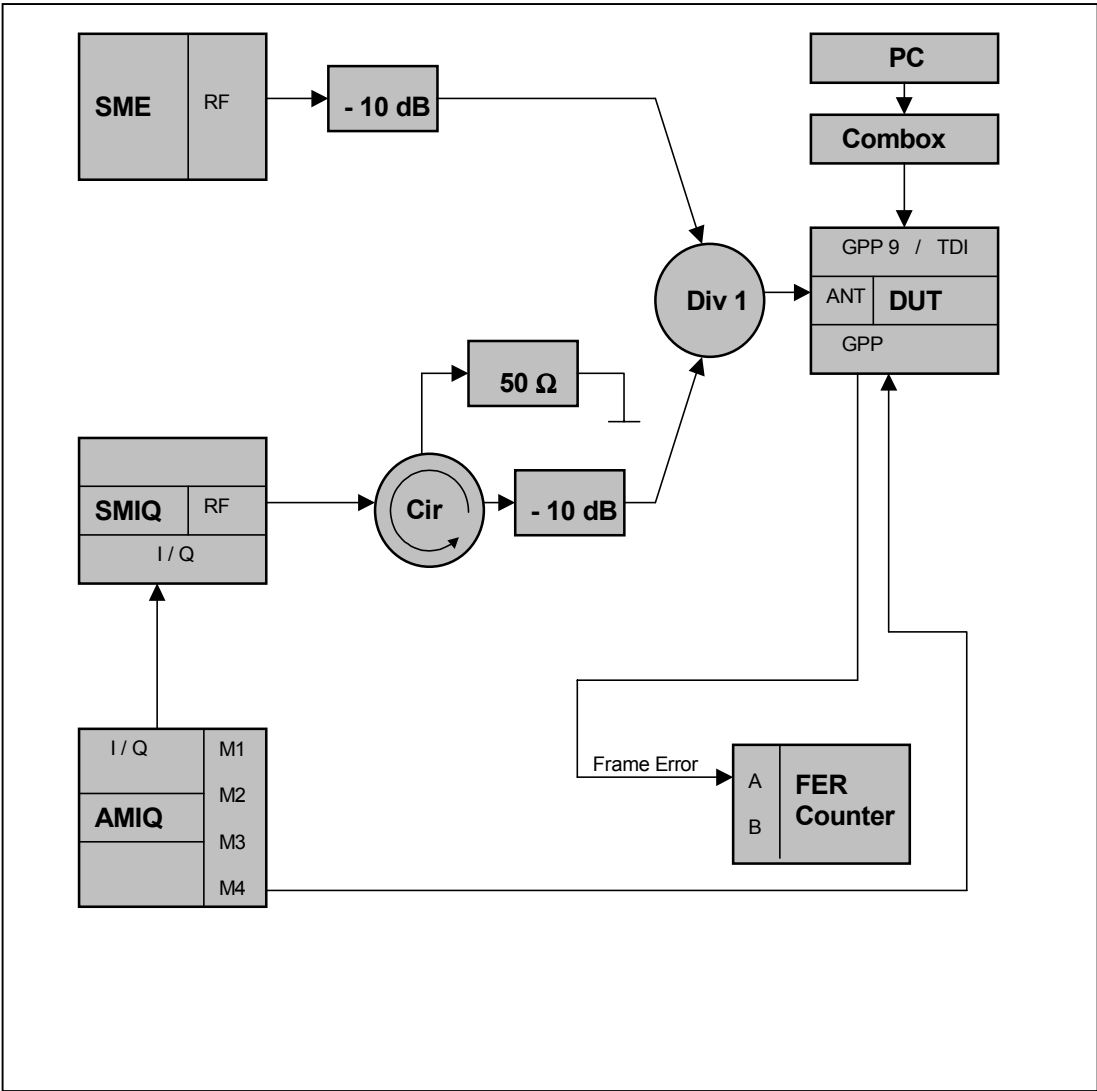 SME
RF
- 10 dB
PC
Combox
GPP 9 / TDI
ANT
DUT
GPP
Div 1
50 Ω
Cir
- 10 dB
SMIQ
RF
I / Q
I / Q
AMIQ
M1
M2
M3
M4
Frame Error
A
B
FER
Counter